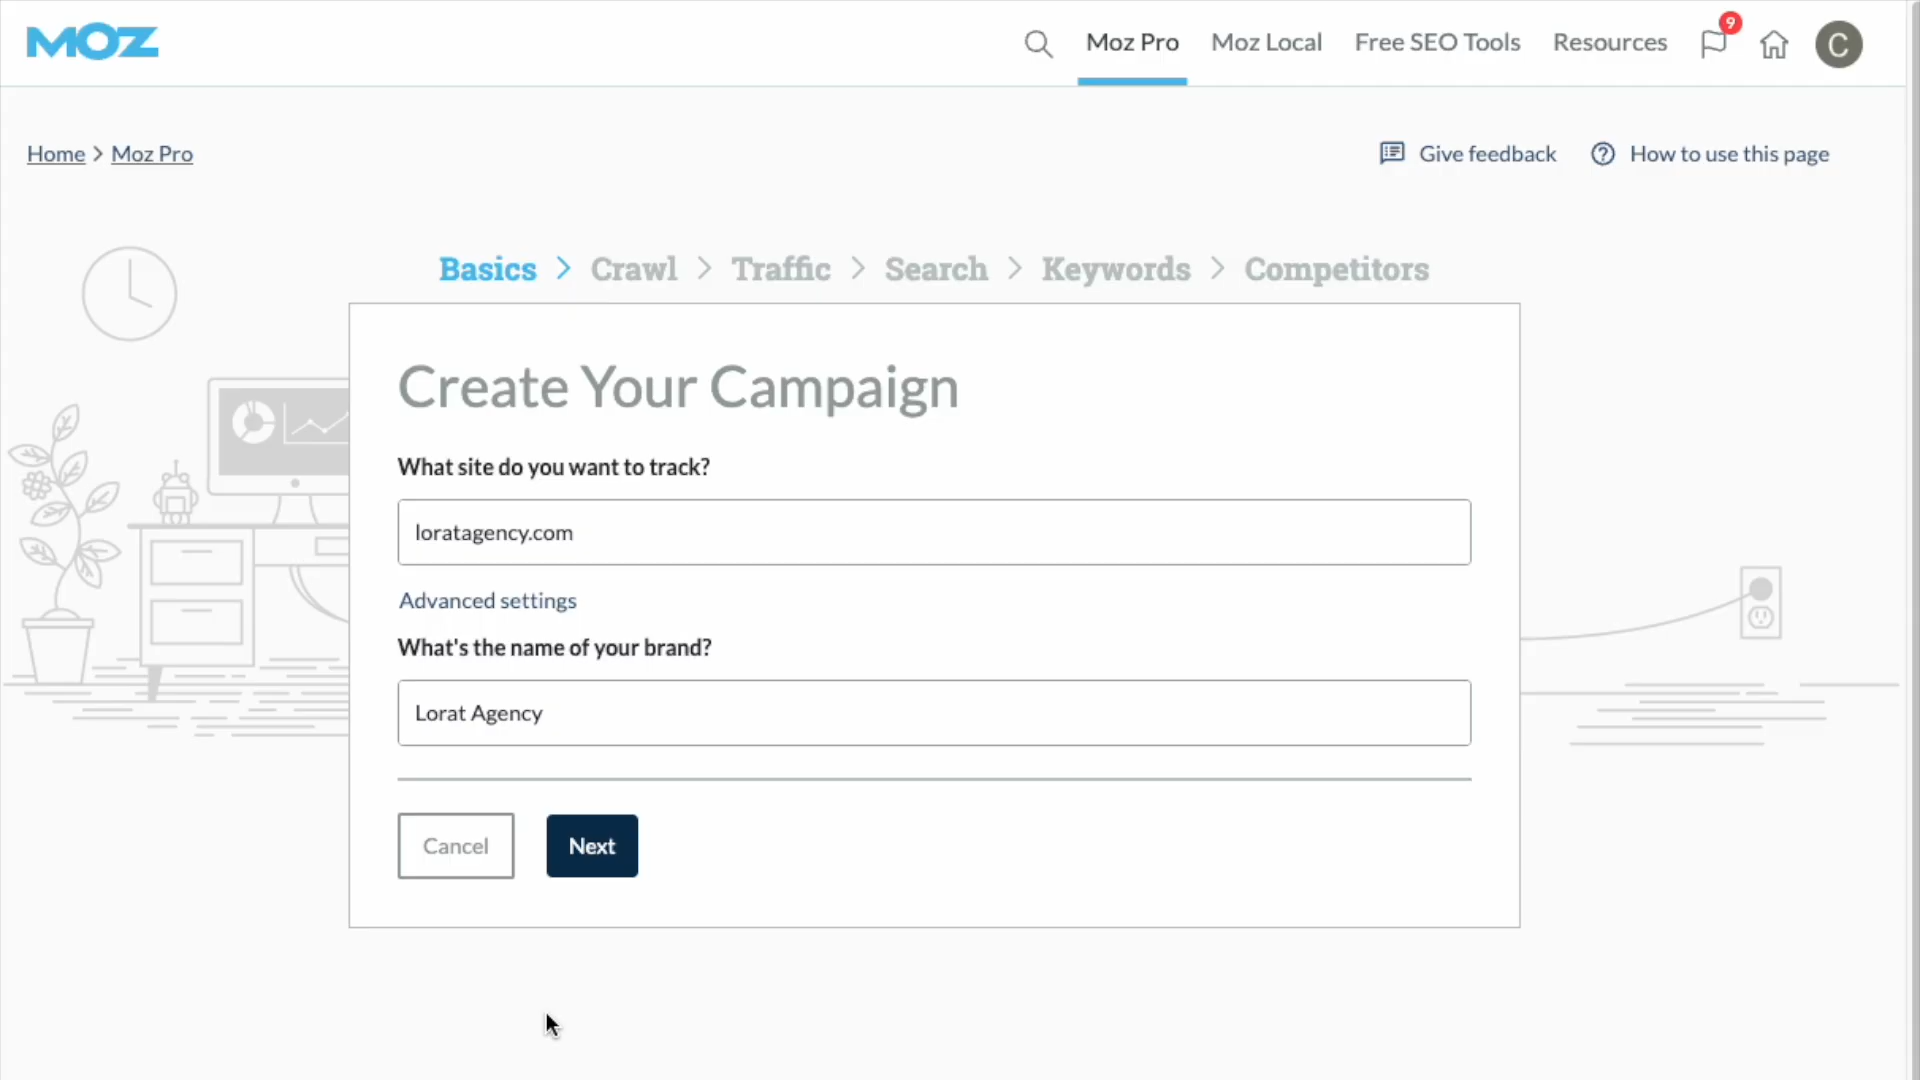 MOZ
Moz Pro Moz Local Free SEO Tools Resources 9 C
Home > Moz Pro
Give feedback ? How to use this page
Basics > Crawl > Traffic > Search > Keywords > Competitors
Create Your Campaign
What site do you want to track?
loratagency.com
Advanced settings
What's the name of your brand?
Lorat Agency
Cancel Next